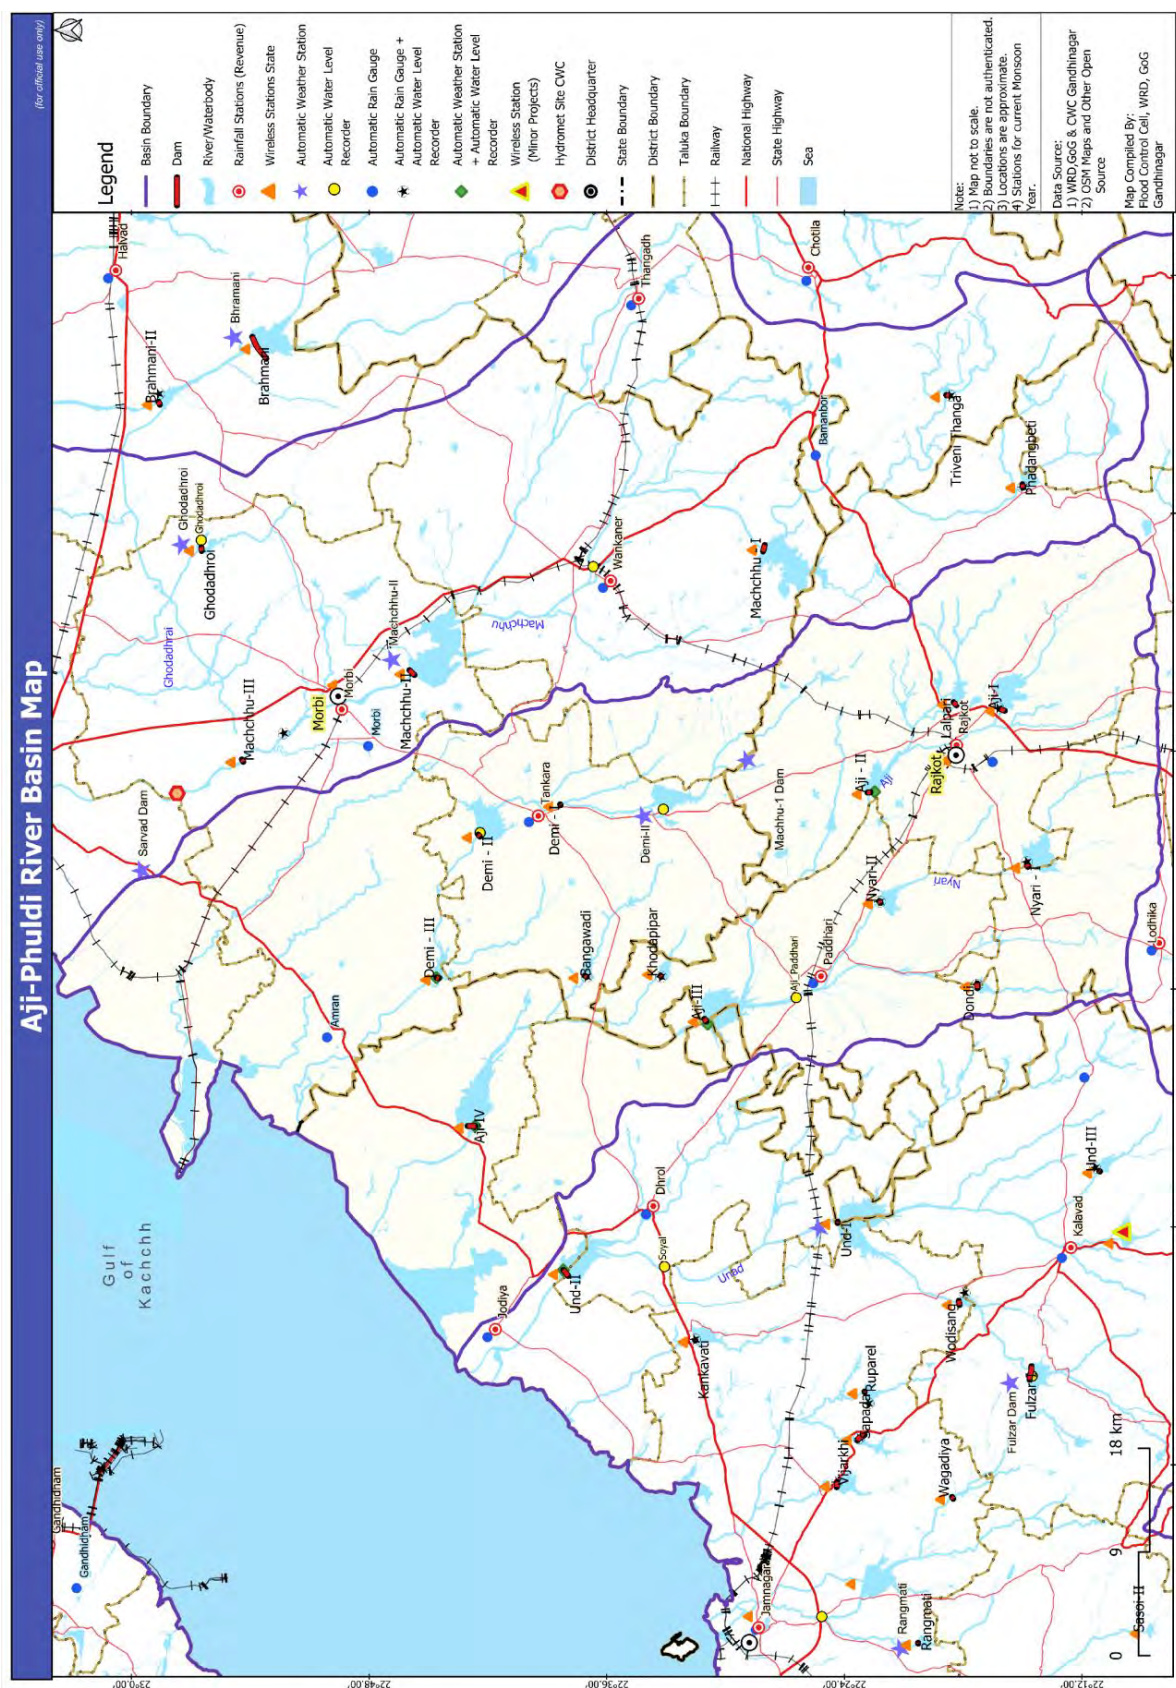 Aji-Phuldi River Basin Map
(for official use only)
Legend
Basin Boundary
Dam
River/Waterbody
Rainfall Stations (Revenue)
Wireless Stations State
Automatic Weather Station
Automatic Water Level
Recorder
Automatic Rain Gauge
Automatic Rain Gauge +
Automatic Water Level
Recorder
Automatic Weather Station
+ Automatic Water Level
Recorder
Wireless Station
(Minor Projects)
Hydromet Site CWC
District Headquarter
State Boundary
District Boundary
Taluka Boundary
Railway
National Highway
State Highway
Sea
Note:
1) Map not to scale.
2) Boundaries are not authenticated.
3) Locations are approximate.
4) Stations for current Monsoon
Year.
Data Source:
1) WRD,GoG & CWC Gandhinagar
2) OSM Maps and Other Open
Source
Map Compiled By:
Flood Control Cell, WRD, GoG
Gandhinagar
Gandhidham
Gandhidham
Gulf
of
Kachchh
Sarvad Dam
Machchhu-III
Ghodadhrai
Ghodadhroi
Ghodadhroi
Ghodadhroi
Brahmani-II
Bhramani
Brahmani
Halvad
Amran
Morbi
Morbi
Morbi
Machchhu-II
Machchhu-II
Machchhu
Aji-IV
Demi - III
Demi - II
Tankara
Demi - I
Demi-II
Wankaner
Thangadh
Jodiya
Und-II
Dhrol
Soyal
Bangawadi
Khodapipar
Aji-III
Machhu-1 Dam
Machchhu - I
Bamanbor
Chotila
Jamnagar
Kankavati
Und
Und-I
Aji_Paddhari
Paddhari
Nyari-II
Aji - II
Aji
Rajkot
Rajkot
Lalpari
Aji-I
Triveni Thanga
Phadangbeti
Vijarkhi
Sapada
Ruparel
Wodisang
Dondi
Nyari
Nyari - I
Rangmati
Rangmati
Wagadiya
Fulzar Dam
Fulzar
Kalavad
Und-III
Lodhika
Sasoi-II
0
9
18 km
23°0.00'
22°48.00'
22°36.00'
22°24.00'
22°12.00'